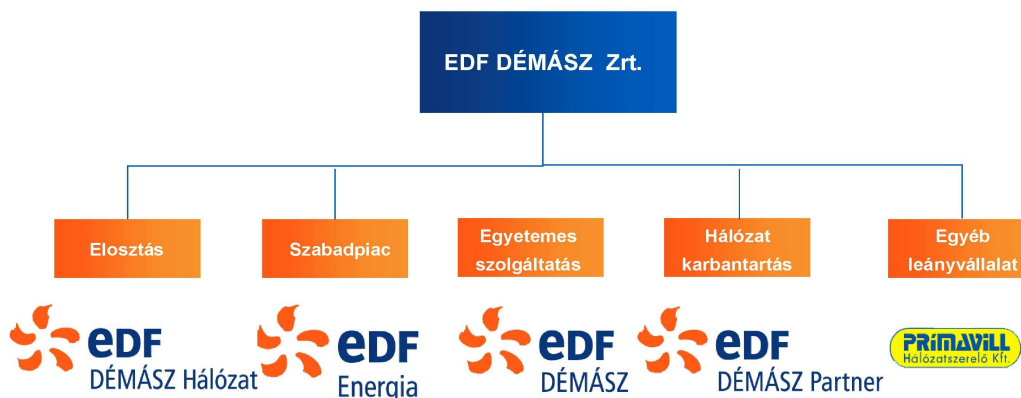 EDF DÉMÁSZ Zrt.
Elosztás
Szabadpiac
Egyetemes
szolgáltatás
Hálózat
karbantartás
Egyéb
leányvállalat
eDF
DÉMÁSZ Hálózat
eDF
Energia
eDF
DÉMÁSZ
eDF
DÉMÁSZ Partner
PRíMAVíLL
Hálózatszerelő Kft.